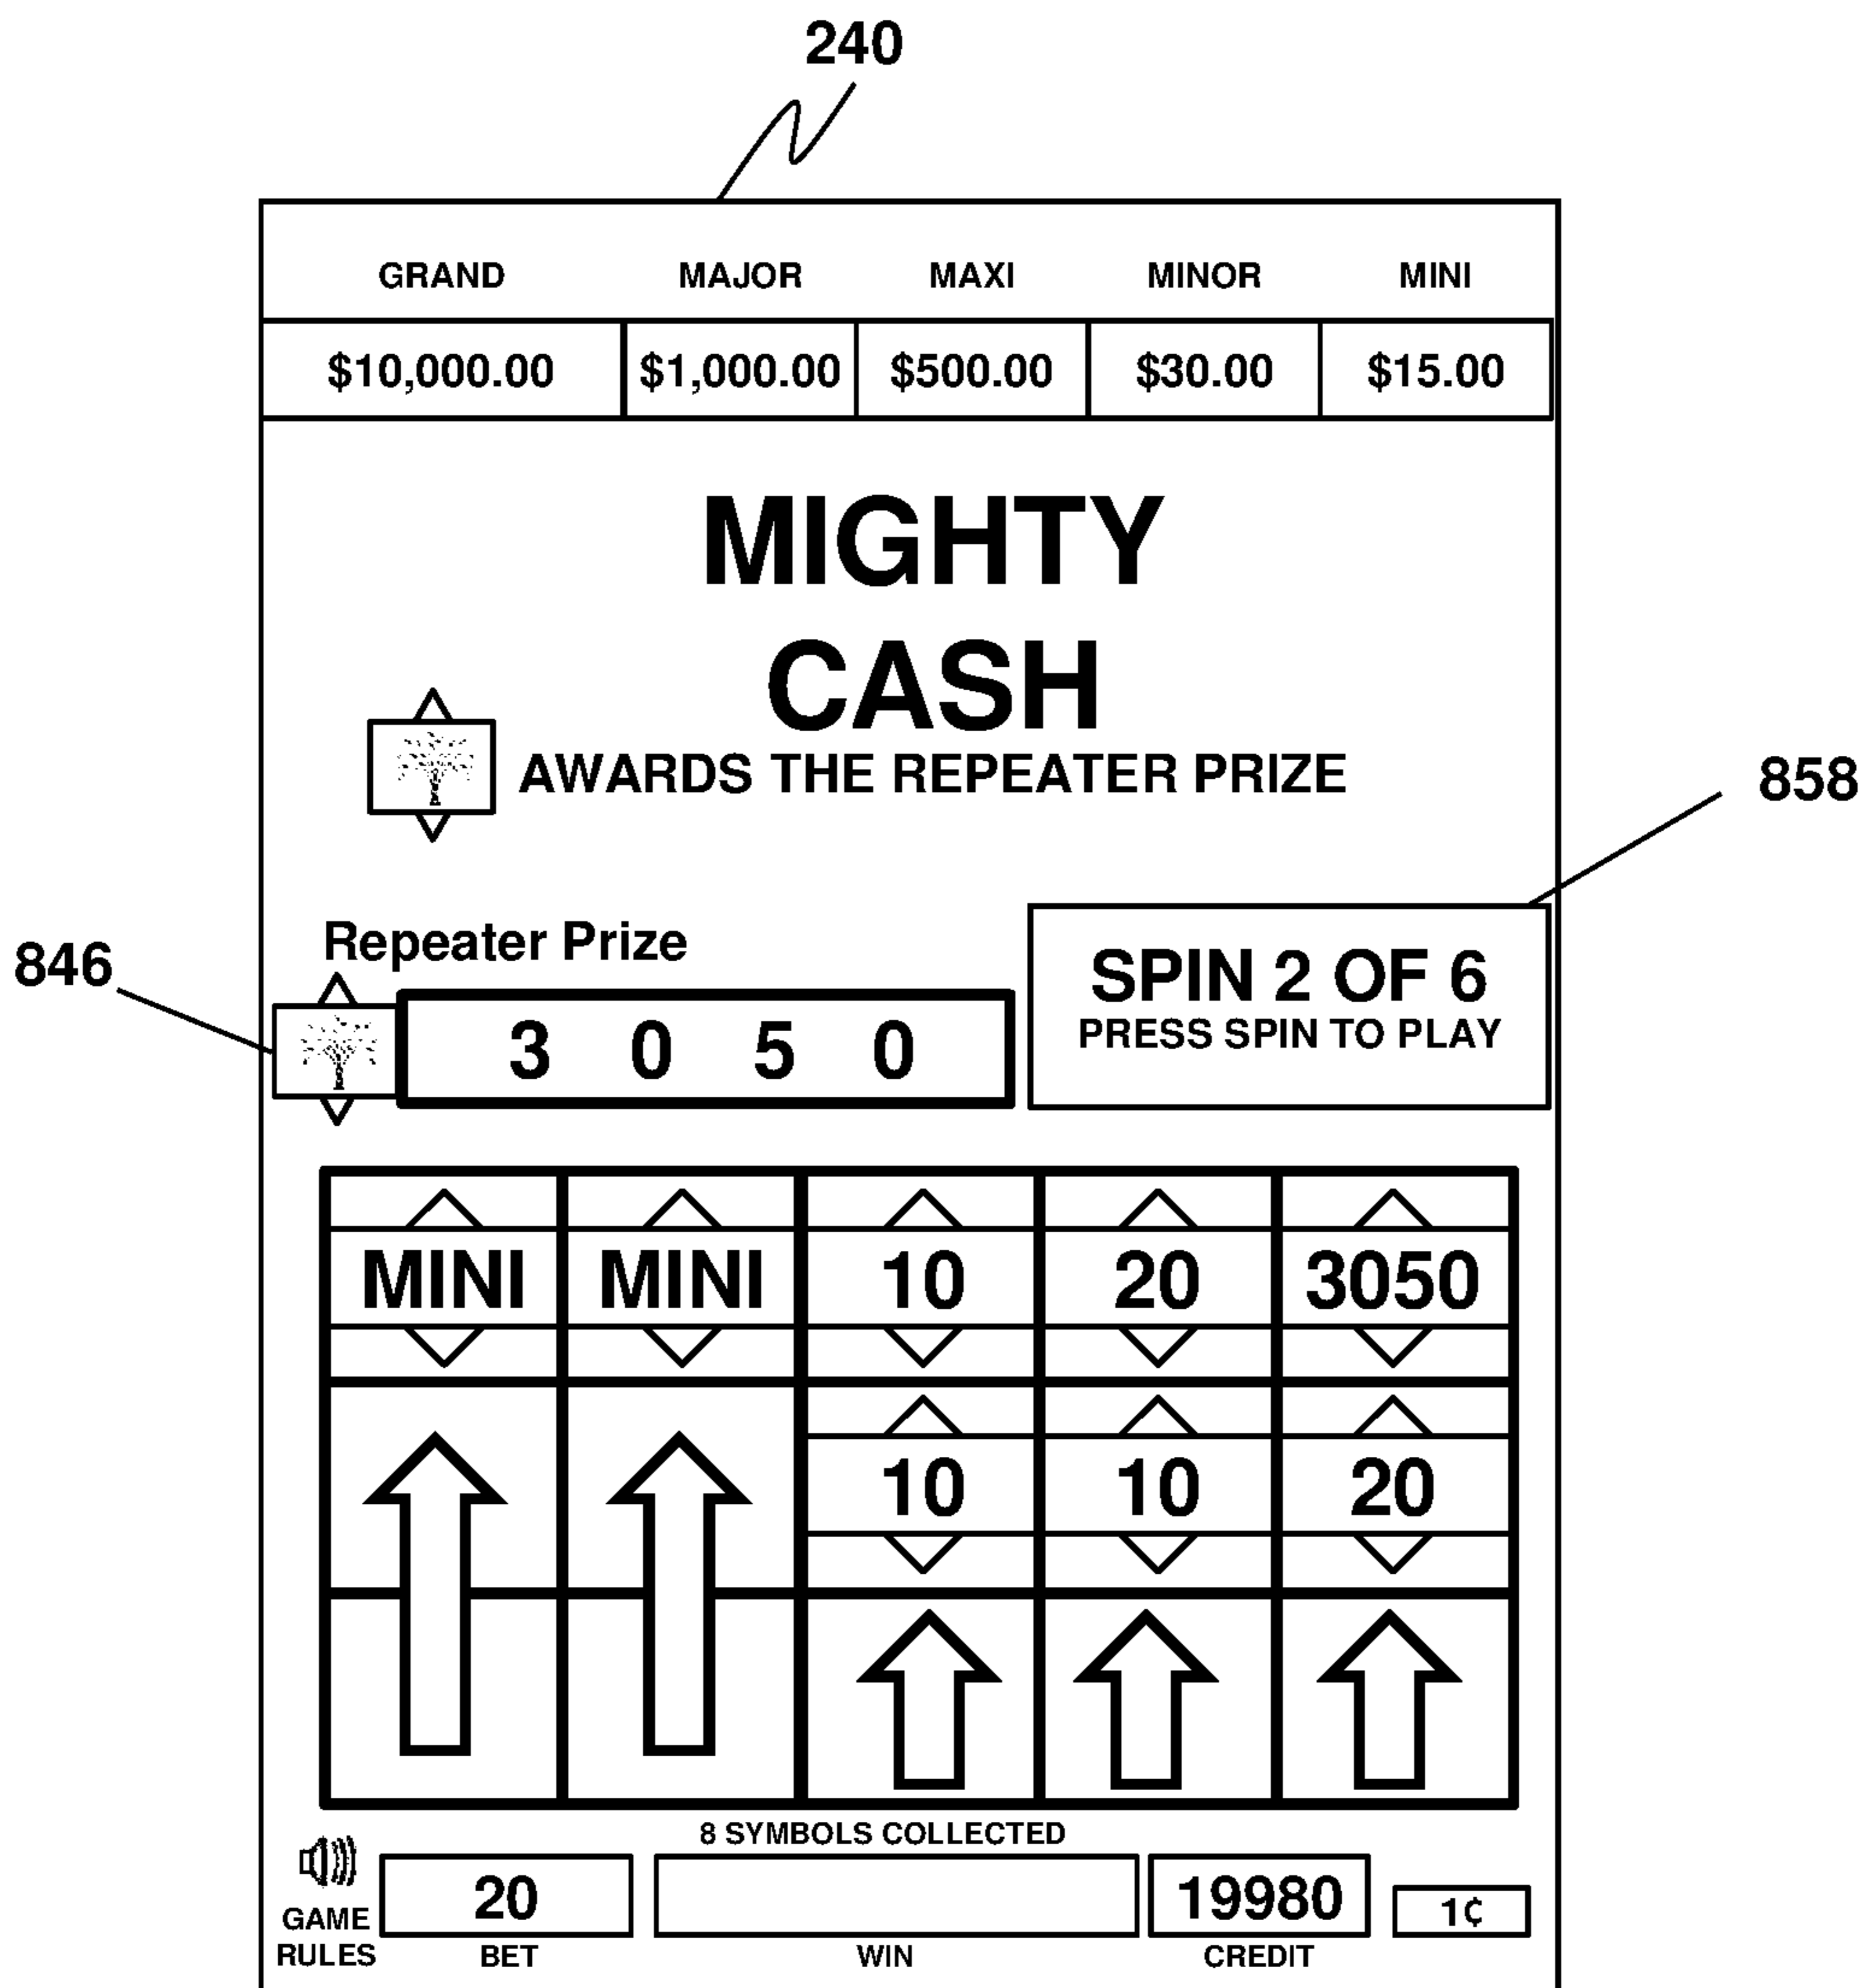 240
GRAND MAJOR MAXI MINOR MINI
$10,000.00 $1,000.00 $500.00 $30.00 $15.00
MIGHTY
CASH
AWARDS THE REPEATER PRIZE
858
Repeater Prize
846
3 0 5 0
SPIN 2 OF 6
PRESS SPIN TO PLAY
MINI MINI 10 20 3050
10 10 20
8 SYMBOLS COLLECTED
20 19980 1¢
GAME
RULES BET WIN CREDIT